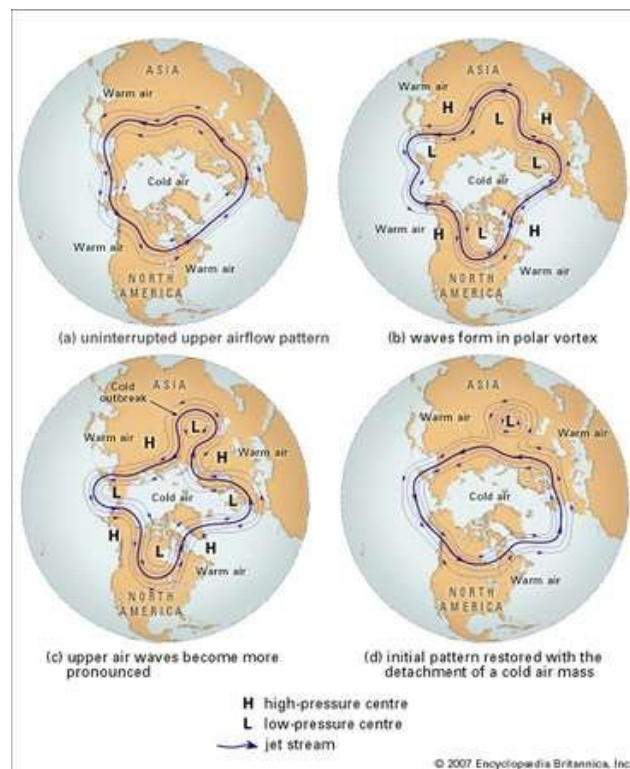 ASIA
Warm air
Cold air
Warm air
Warm air
NORTH
AMERICA
(a) uninterrupted upper airflow pattern
ASIA
Warm air
H
L
H
L
L
Cold air
Warm air
H
L
H
Warm air
NORTH
AMERICA
(b) waves form in polar vortex
ASIA
Cold
outbreak
L
Warm air
H
H
Warm air
L
Cold air
L
H
L
H
Warm air
NORTH
AMERICA
(c) upper air waves become more
pronounced
ASIA
Warm air
L
Warm air
Cold air
Warm air
NORTH
AMERICA
(d) initial pattern restored with the
detachment of a cold air mass
H high-pressure centre
L low-pressure centre
jet stream
© 2007 Encyclopædia Britannica, Inc